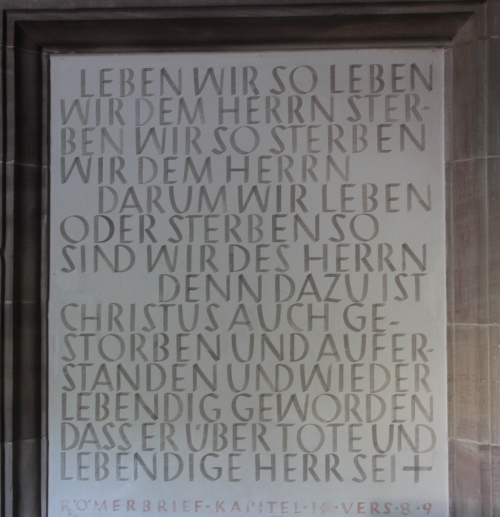 LEBEN WIR SO LEBEN
WIR DEM HERRN STER-
BEN WIR SO STERBEN
WIR DEM HERRN
DARUM WIR LEBEN
ODER STERBEN SO
SIND WIR DES HERRN
DENN DAZU IST
CHRISTUS AUCH GE-
STORBEN UND AUFER-
STANDEN UND WIEDER
LEBENDIG GEWORDEN
DASS ER ÜBER TOTE UND
LEBENDIGE HERR SEI +
RÖMERBRIEF · KAPITEL · · VERS · 8 - 9